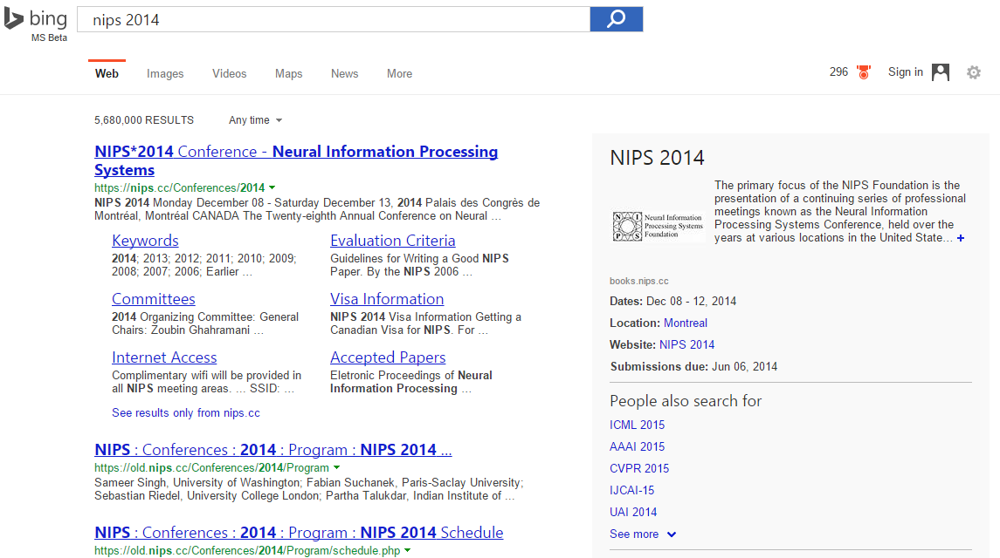 bing
MS Beta
nips 2014
Web Images Videos Maps News More
296 Sign in
5,680,000 RESULTS Any time
NIPS*2014 Conference - Neural Information Processing
Systems
https://nips.cc/Conferences/2014
NIPS 2014 Monday December 08 - Saturday December 13, 2014 Palais des Congrès de
Montréal, Montréal CANADA The Twenty-eighth Annual Conference on Neural ...
Keywords
2014; 2013; 2012; 2011; 2010; 2009;
2008; 2007; 2006; Earlier ...
Evaluation Criteria
Guidelines for Writing a Good NIPS
Paper. By the NIPS 2006 ...
Committees
2014 Organizing Committee: General
Chairs: Zoubin Ghahramani ...
Visa Information
NIPS 2014 Visa Information Getting a
Canadian Visa for NIPS. For ...
Internet Access
Complimentary wifi will be provided in
all NIPS meeting areas. ... SSID: ...
Accepted Papers
Eletronic Proceedings of Neural
Information Processing ...
See results only from nips.cc
NIPS : Conferences : 2014 : Program : NIPS 2014 ...
https://old.nips.cc/Conferences/2014/Program
Sameer Singh, University of Washington; Fabian Suchanek, Paris-Saclay University;
Sebastian Riedel, University College London; Partha Talukdar, Indian Institute of ...
NIPS : Conferences : 2014 : Program : NIPS 2014 Schedule
https://old.nips.cc/Conferences/2014/Program/schedule.php
NIPS 2014
N I
P S
Neural Information
Processing Systems
Foundation
The primary focus of the NIPS Foundation is the
presentation of a continuing series of professional
meetings known as the Neural Information
Processing Systems Conference, held over the
years at various locations in the United State... +
books.nips.cc
Dates: Dec 08 - 12, 2014
Location: Montreal
Website: NIPS 2014
Submissions due: Jun 06, 2014
People also search for
ICML 2015
AAAI 2015
CVPR 2015
IJCAI-15
UAI 2014
See more